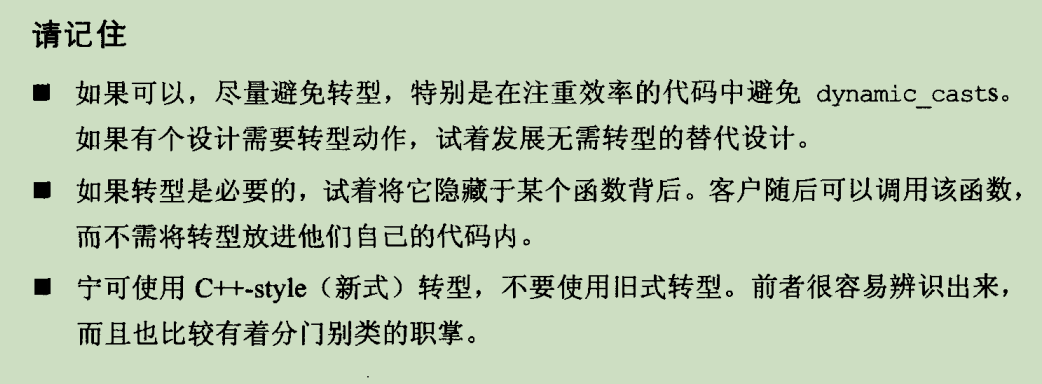 请记住
■ 如果可以，尽量避免转型，特别是在注重效率的代码中避免 dynamic_casts。
如果有个设计需要转型动作，试着发展无需转型的替代设计。
■ 如果转型是必要的，试着将它隐藏于某个函数背后。客户随后可以调用该函数，
而不需将转型放进他们自己的代码内。
■ 宁可使用 C++-style（新式）转型，不要使用旧式转型。前者很容易辨识出来，
而且也比较有着分门别类的职掌。